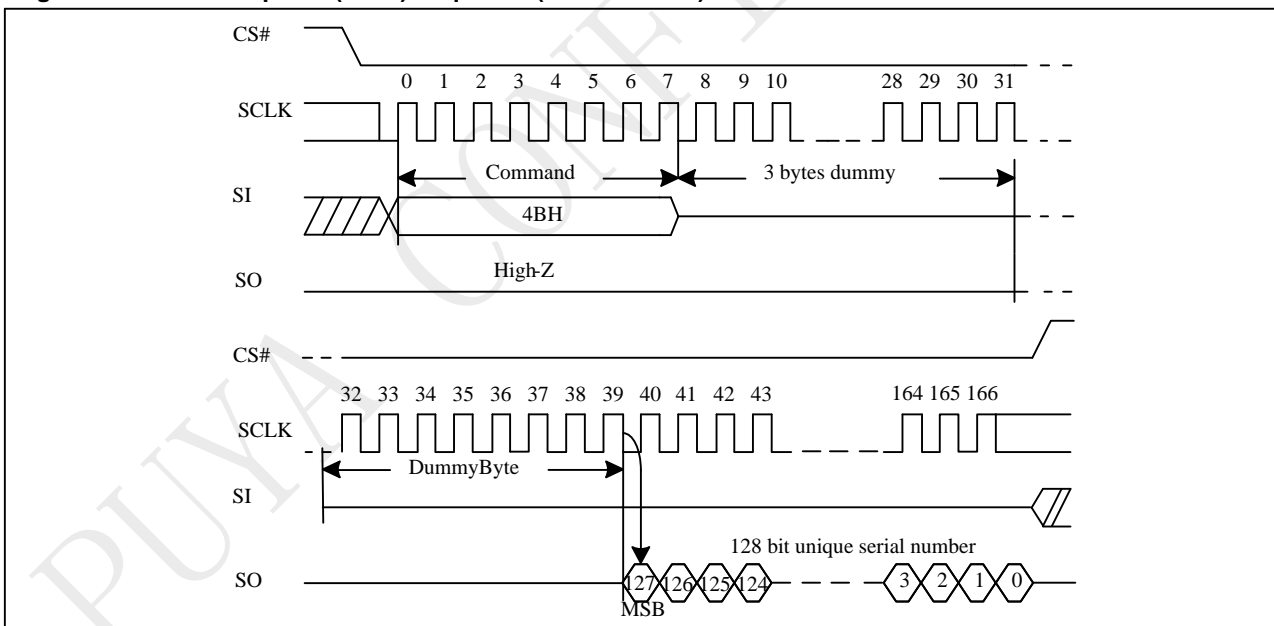 PUYA CONF
CS#
0 1 2 3 4 5 6 7 8 9 10 28 29 30 31
SCLK
Command 3 bytes dummy
SI
4BH
High-Z
SO
CS#
32 33 34 35 36 37 38 39 40 41 42 43 164 165 166
SCLK
DummyByte
SI
128 bit unique serial number
SO 127 126 125 124 3 2 1 0
MSB